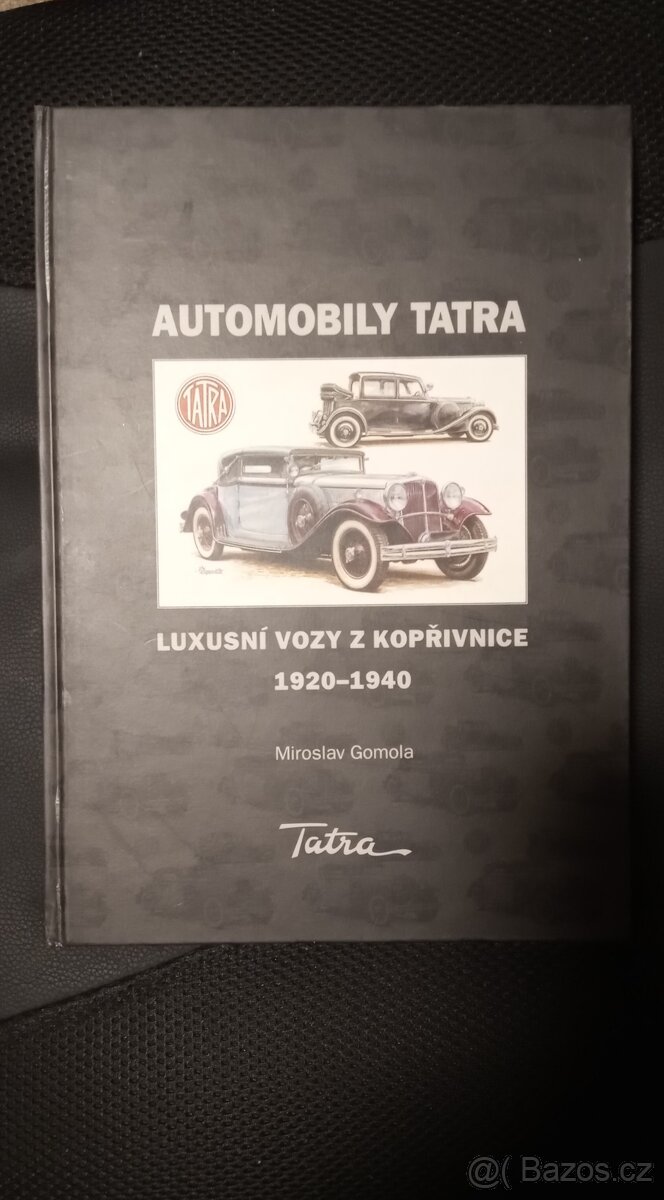 AUTOMOBILY TATRA
TATRA
LUXUSNÍ VOZY Z KOPŘIVNICE
1920–1940
Miroslav Gomola
Tatra
@( Bazos.cz